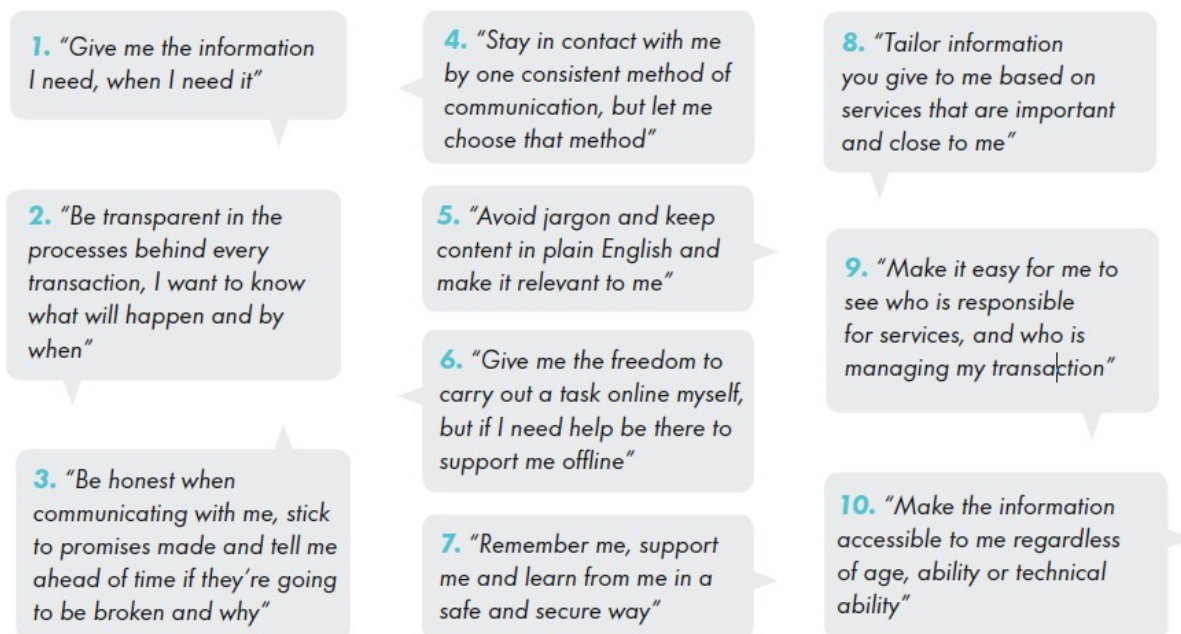 1. “Give me the information
I need, when I need it”
2. “Be transparent in the
processes behind every
transaction, I want to know
what will happen and by
when”
3. “Be honest when
communicating with me, stick
to promises made and tell me
ahead of time if they’re going
to be broken and why”
4. “Stay in contact with me
by one consistent method of
communication, but let me
choose that method”
5. “Avoid jargon and keep
content in plain English and
make it relevant to me”
6. “Give me the freedom to
carry out a task online myself,
but if I need help be there to
support me offline”
7. “Remember me, support
me and learn from me in a
safe and secure way”
8. “Tailor information
you give to me based on
services that are important
and close to me”
9. “Make it easy for me to
see who is responsible
for services, and who is
managing my transaction”
10. “Make the information
accessible to me regardless
of age, ability or technical
ability”